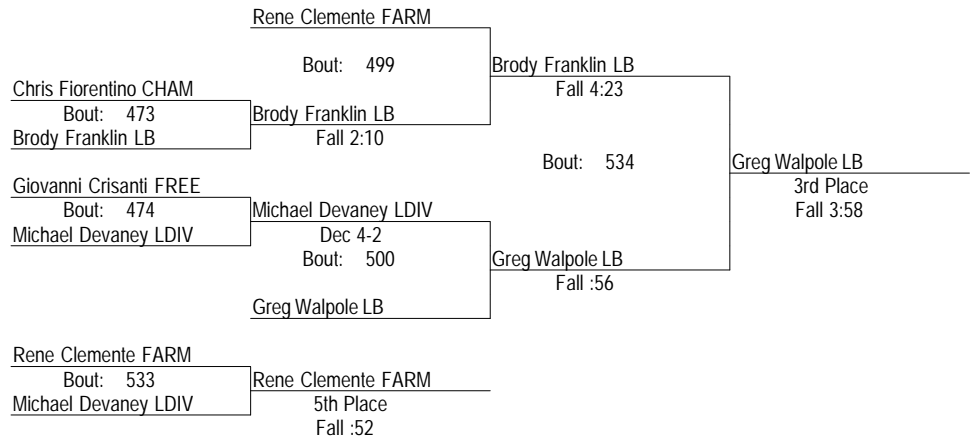 Rene Clemente FARM
Bout: 499
Brody Franklin LB
Fall 4:23
Chris Fiorentino CHAM
Bout: 473
Brody Franklin LB
Brody Franklin LB
Fall 2:10
Bout: 534
Greg Walpole LB
3rd Place
Fall 3:58
Giovanni Crisanti FREE
Bout: 474
Michael Devaney LDIV
Michael Devaney LDIV
Dec 4-2
Bout: 500
Greg Walpole LB
Fall :56
Greg Walpole LB
Rene Clemente FARM
Bout: 533
Michael Devaney LDIV
Rene Clemente FARM
5th Place
Fall :52